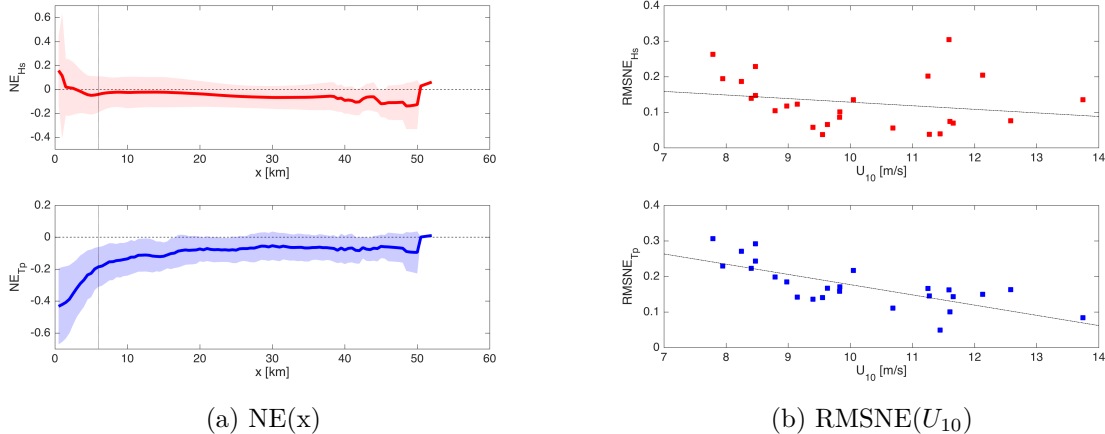 0.6
0.4
0.2
0
-0.2
-0.4
NE_Hs
0 10 20 30 40 50 60
x [km]
0.2
0
-0.2
-0.4
-0.6
NE_Tp
0 10 20 30 40 50 60
x [km]
(a) NE(x)
0.4
0.3
0.2
0.1
0
RMSNE_Hs
7 8 9 10 11 12 13 14
U_10 [m/s]
0.4
0.3
0.2
0.1
0
RMSNE_Tp
7 8 9 10 11 12 13 14
U_10 [m/s]
(b) RMSNE(U_10)